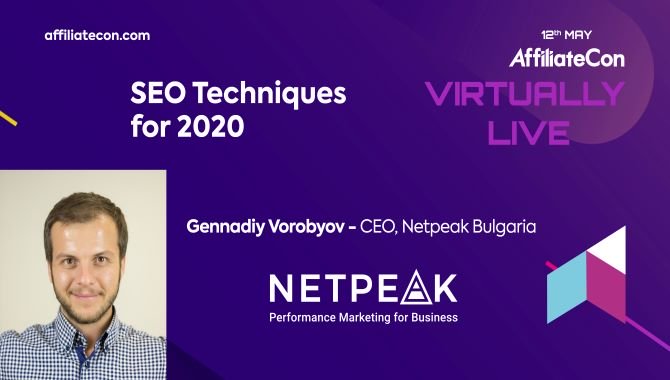 affiliatecon.com
12th MAY
AffiliateCon
VIRTUALLY
LIVE
SEO Techniques
for 2020
Gennadiy Vorobyov - CEO, Netpeak Bulgaria
NETPEAK
Performance Marketing for Business